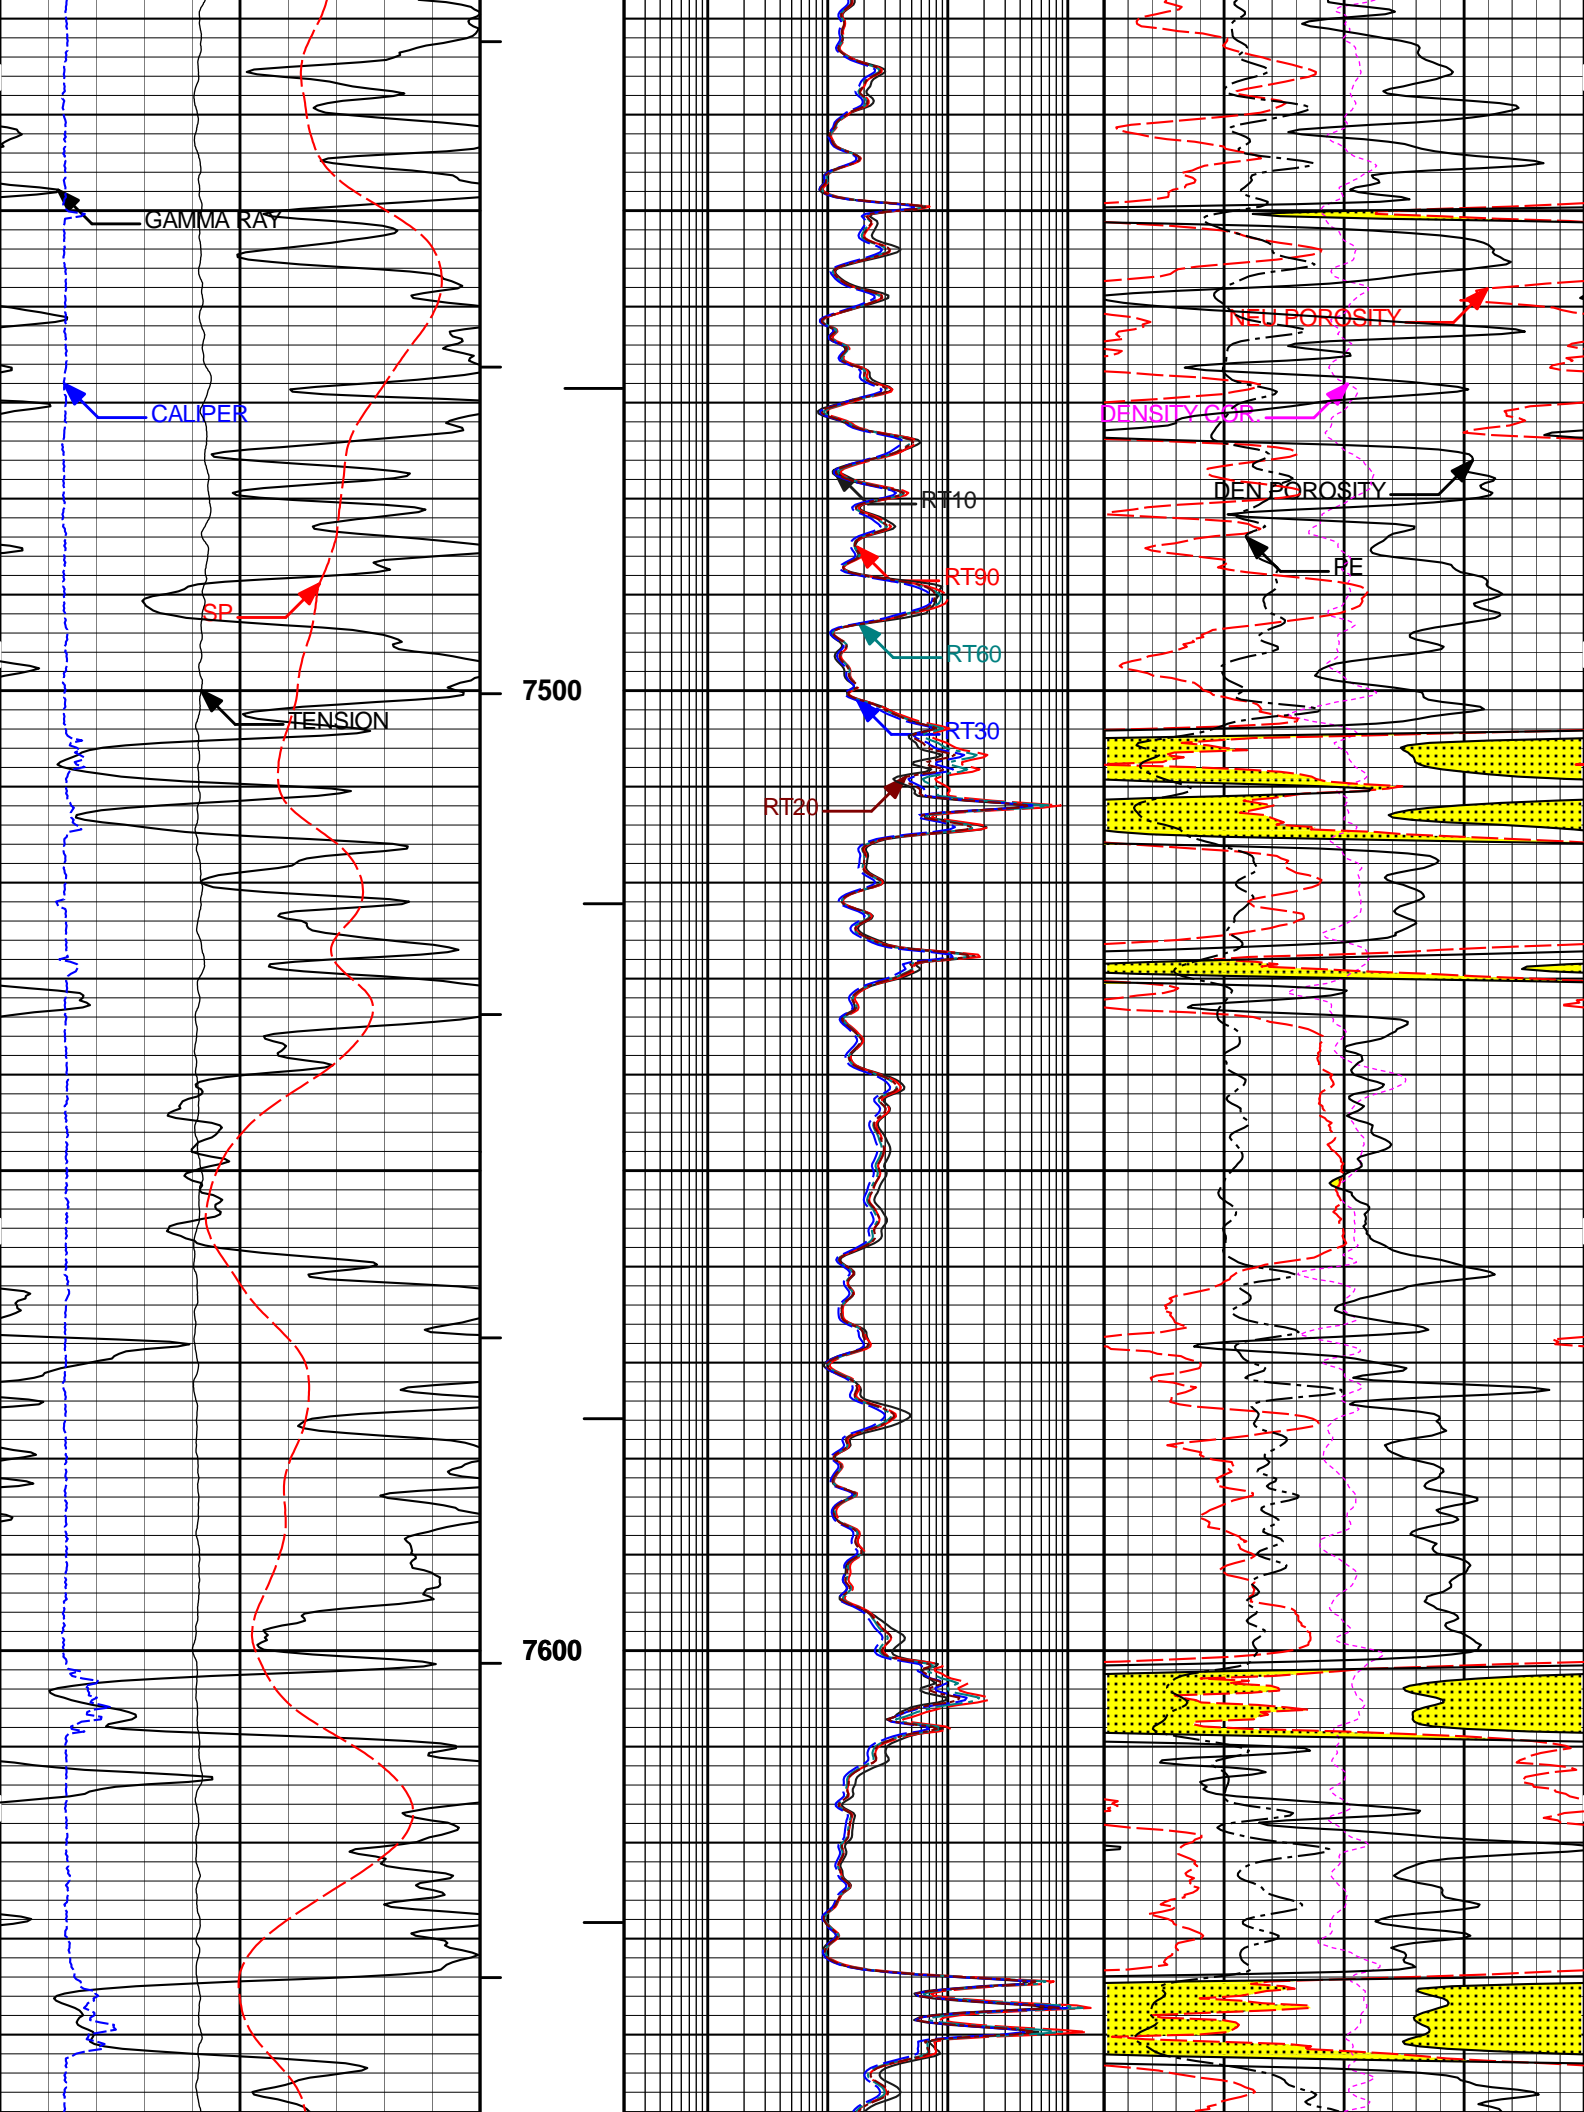 GAMMA RAY
NEU POROSITY
CALIPER
DENSITY COR.
DEN POROSITY
RT10
PE
RT90
SP
RT60
7500
TENSION
RT30
RT20
7600